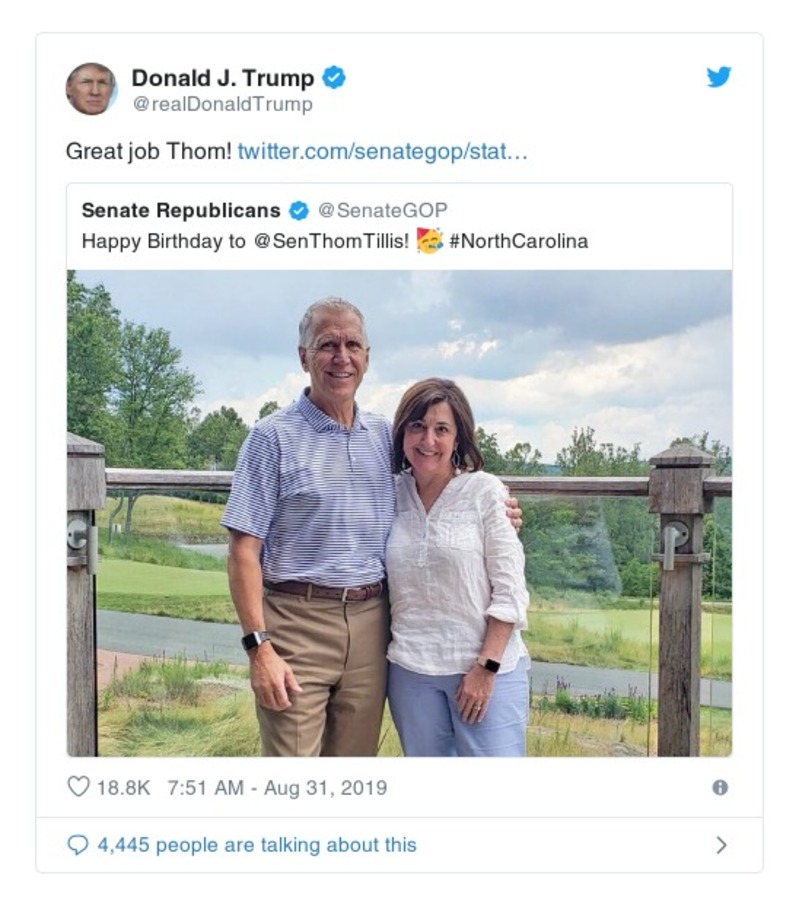 Donald J. Trump
@realDonaldTrump
Great job Thom! twitter.com/senategop/stat…
Senate Republicans @SenateGOP
Happy Birthday to @SenThomTillis! 🥳 #NorthCarolina
18.8K 7:51 AM - Aug 31, 2019
4,445 people are talking about this